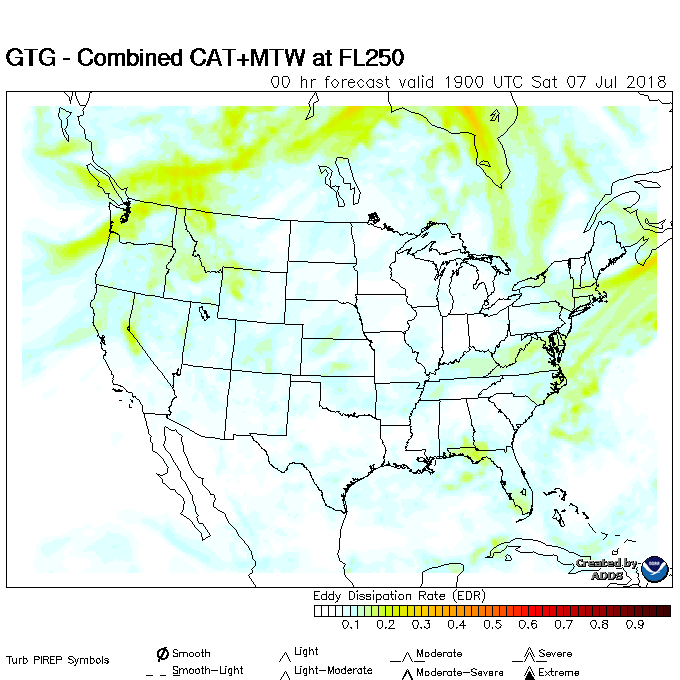 GTG - Combined CAT+MTW at FL250
00 hr forecast valid 1900 UTC Sat 07 Jul 2018
Created by
ADDS
Eddy Dissipation Rate (EDR)
0.1 0.2 0.3 0.4 0.5 0.6 0.7 0.8 0.9
Turb PIREP Symbols
Smooth Light Moderate Severe
Smooth-Light Light-Moderate Moderate-Severe Extreme